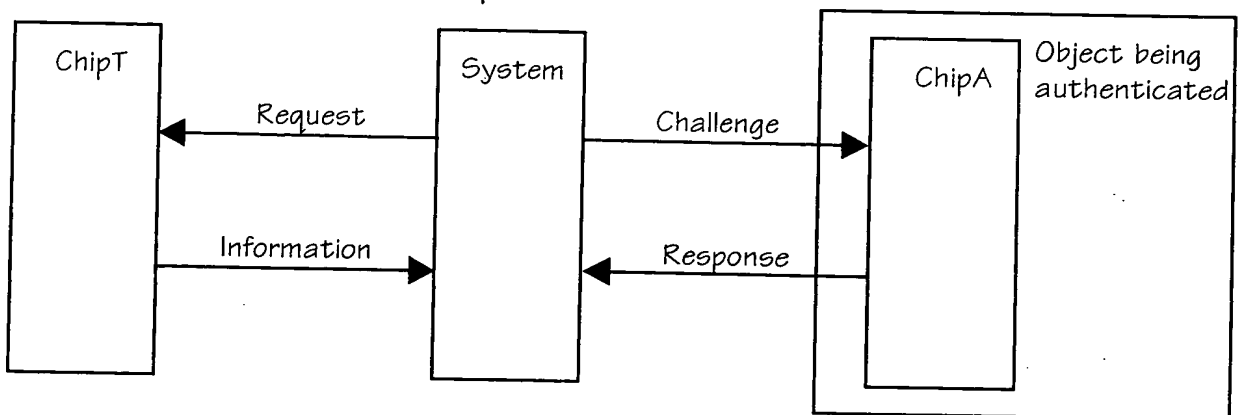 ChipT
System
ChipA
Object being
authenticated
Request
Challenge
Information
Response